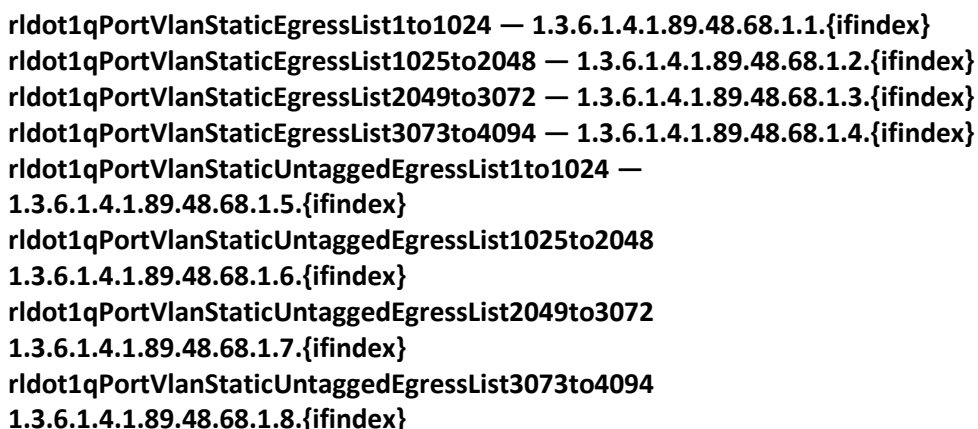 rldot1qPortVlanStaticEgressList1to1024 — 1.3.6.1.4.1.89.48.68.1.1.{ifindex}
rldot1qPortVlanStaticEgressList1025to2048 — 1.3.6.1.4.1.89.48.68.1.2.{ifindex}
rldot1qPortVlanStaticEgressList2049to3072 — 1.3.6.1.4.1.89.48.68.1.3.{ifindex}
rldot1qPortVlanStaticEgressList3073to4094 — 1.3.6.1.4.1.89.48.68.1.4.{ifindex}
rldot1qPortVlanStaticUntaggedEgressList1to1024 —
1.3.6.1.4.1.89.48.68.1.5.{ifindex}
rldot1qPortVlanStaticUntaggedEgressList1025to2048
1.3.6.1.4.1.89.48.68.1.6.{ifindex}
rldot1qPortVlanStaticUntaggedEgressList2049to3072
1.3.6.1.4.1.89.48.68.1.7.{ifindex}
rldot1qPortVlanStaticUntaggedEgressList3073to4094
1.3.6.1.4.1.89.48.68.1.8.{ifindex}